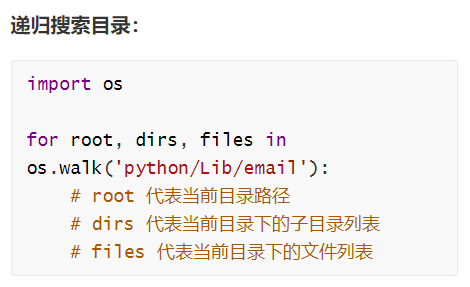 递归搜索目录：
import os
for root, dirs, files in
os.walk('python/Lib/email'):
# root 代表当前目录路径
# dirs 代表当前目录下的子目录列表
# files 代表当前目录下的文件列表